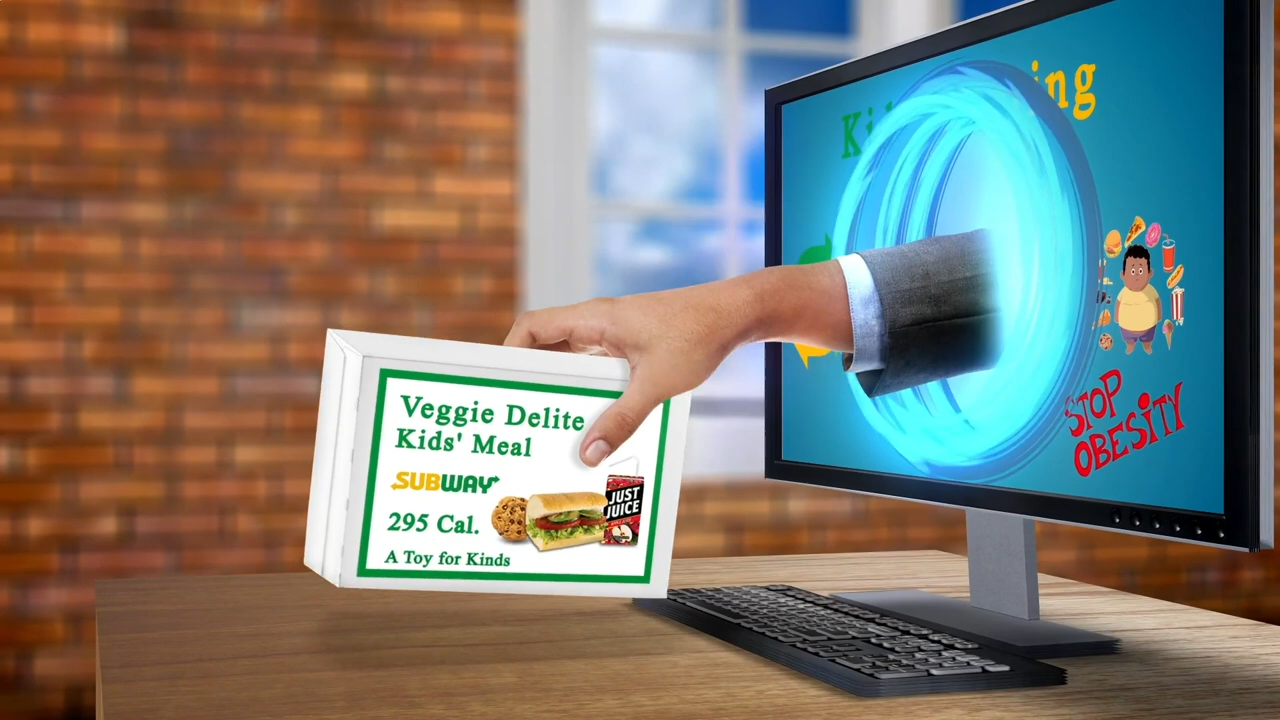 Veggie Delite
Kids' Meal
SUBWAY
295 Cal.
A Toy for Kinds
JUST
JUICE
STOP
OBESITY